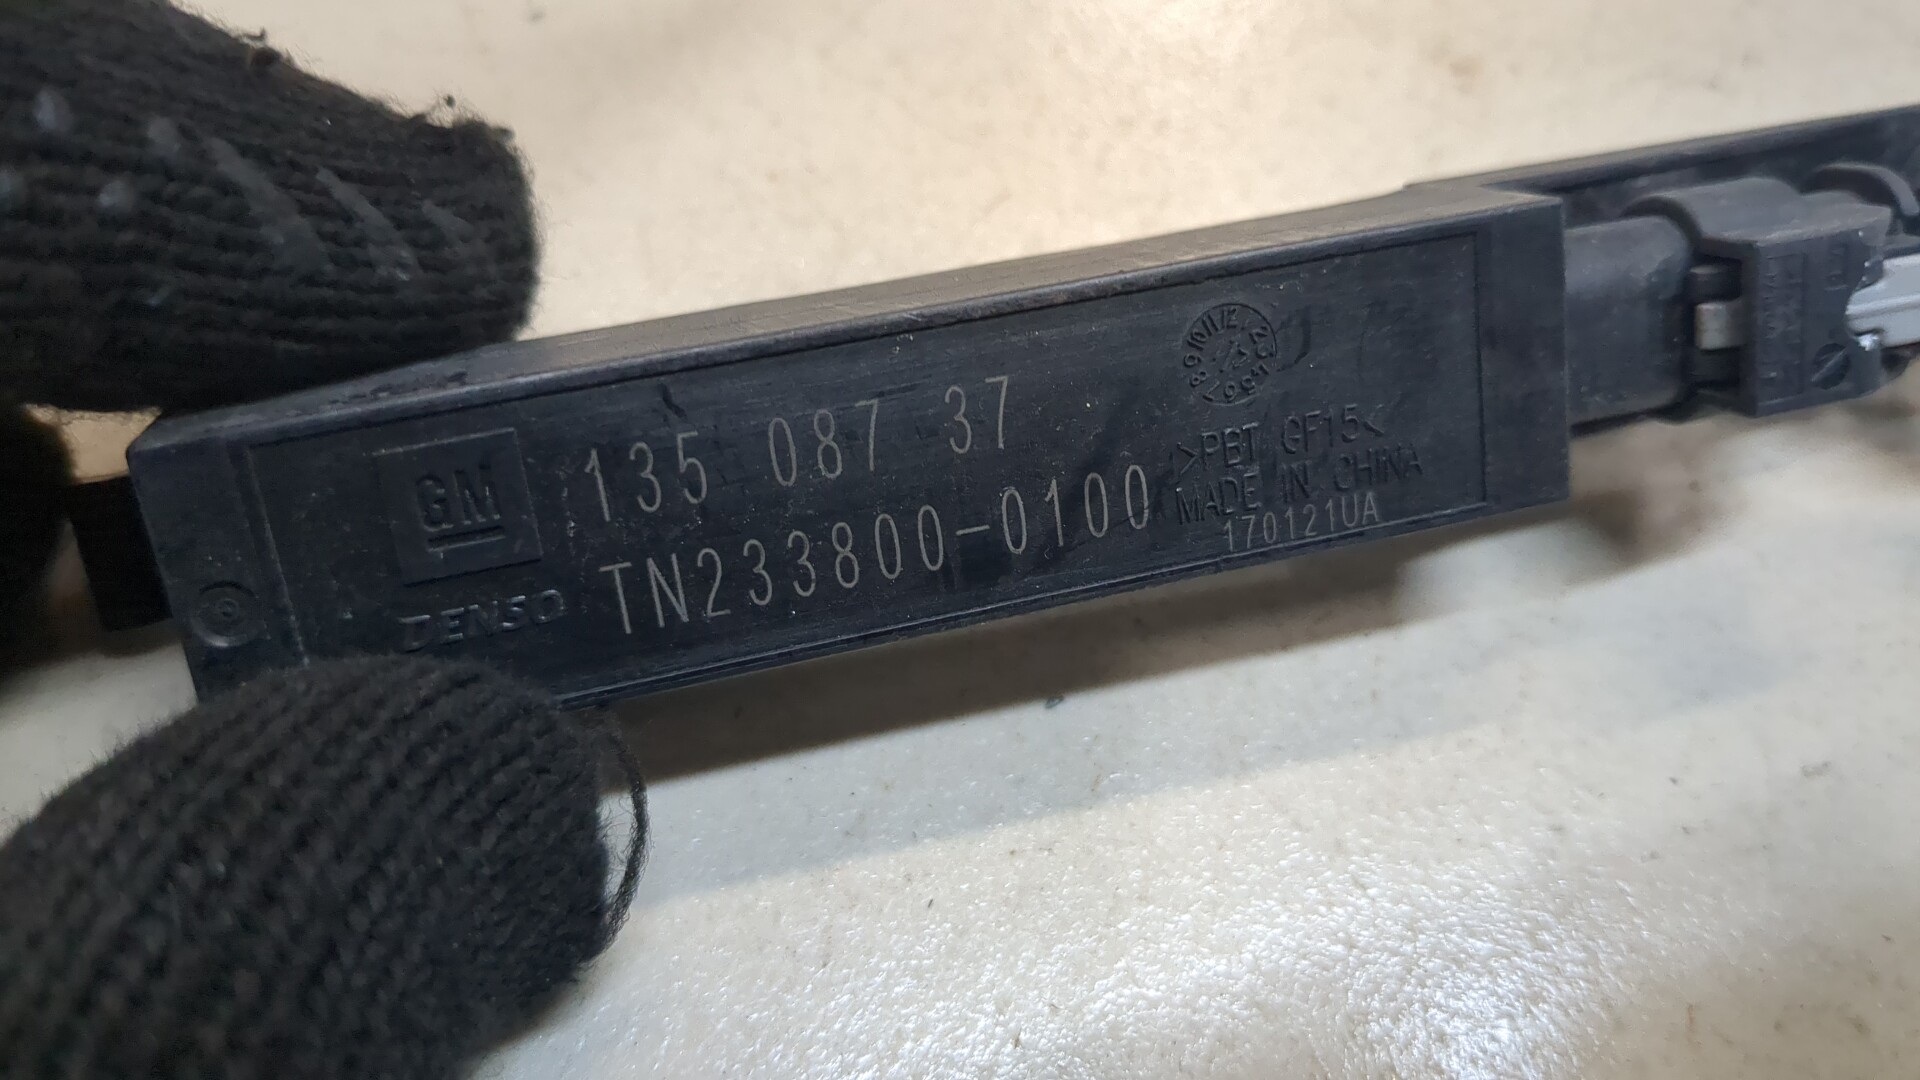 GM
135 087 37
DENSO
TN233800-0100
>PBT GF15<
MADE IN CHINA
170121UA